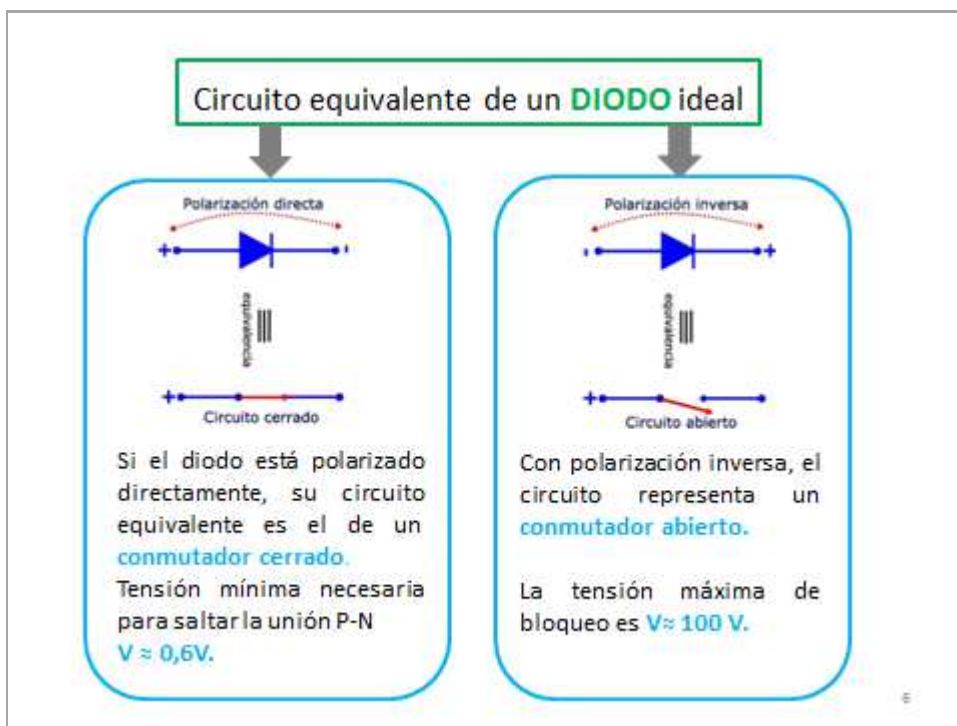 Circuito equivalente de un DIODO ideal
Polarización directa
+ -
equivalencia
+
Circuito cerrado
Si el diodo está polarizado
directamente, su circuito
equivalente es el de un
conmutador cerrado.
Tensión mínima necesaria
para saltar la unión P-N
V ≈ 0,6V.
Polarización inversa
- +
equivalencia
+
Circuito abierto
Con polarización inversa, el
circuito representa un
conmutador abierto.
La tensión máxima de
bloqueo es V≈ 100 V.